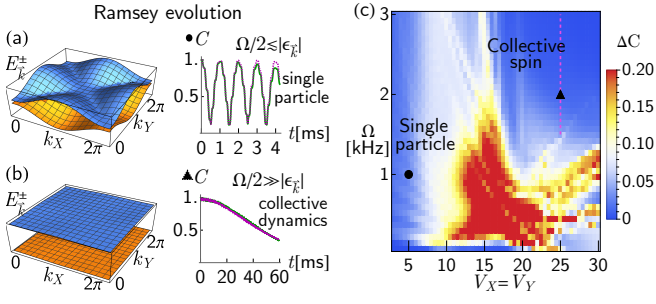 Ramsey evolution
(a)
E±k⃗
kX
kY
0
2π
0
2π
● C Ω/2≲|ϵk⃗|
1
0.5
single
particle
0 1 2 3 4
t[ms]
(b)
E±k⃗
kX
kY
0
2π
0
2π
▲ C Ω/2≫|ϵk⃗|
1.0
0.5
collective
dynamics
0 20 40 60
t[ms]
(c)
3
2
1
Ω
[kHz]
Collective
spin
Single
particle
5 10 15 20 25 30
VX=VY
ΔC
0.20
0.15
0.10
0.05
0